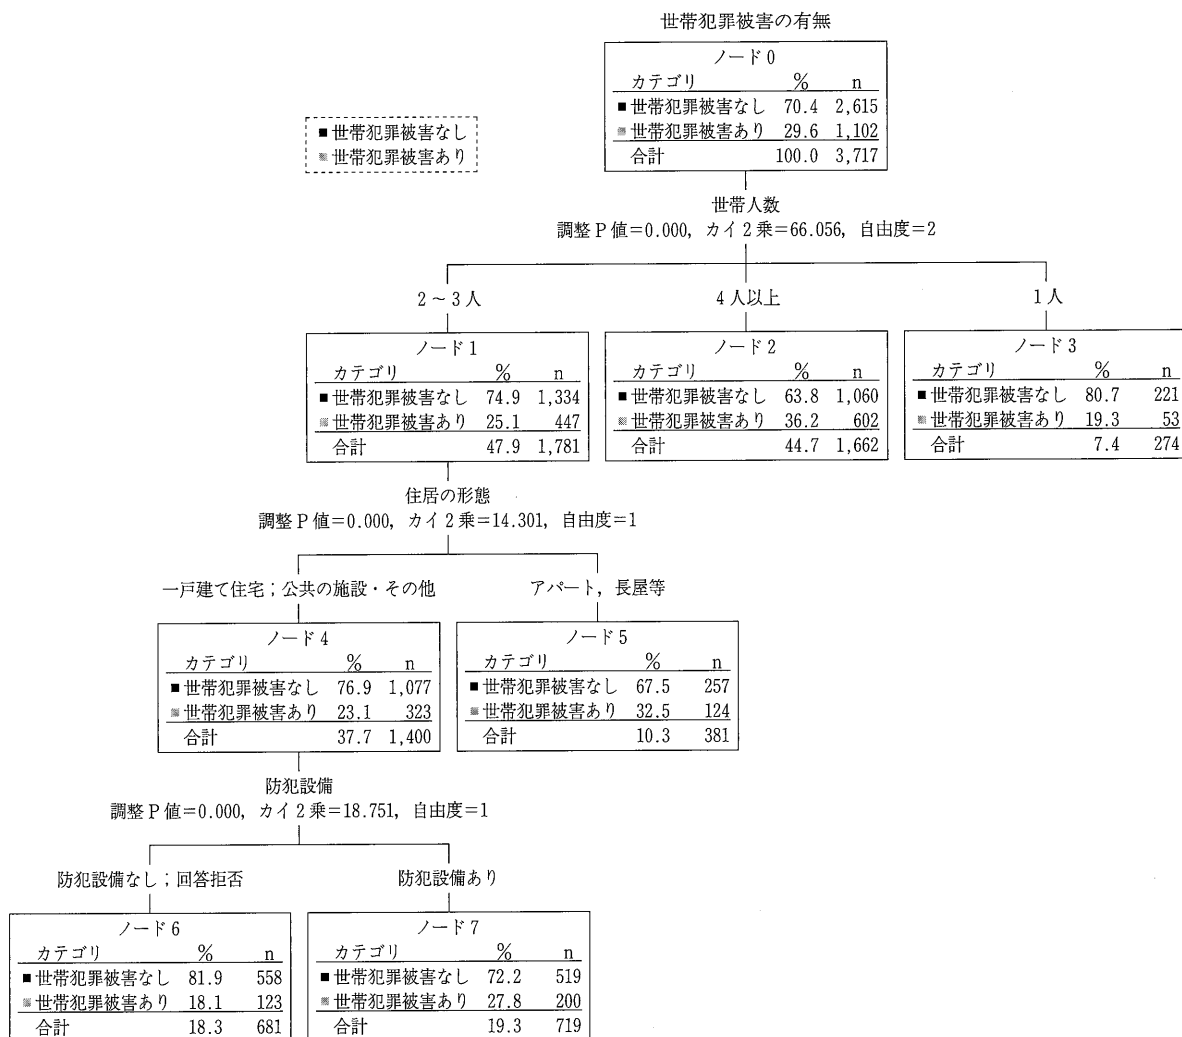 世帯犯罪被害の有無
ノード0
カテゴリ % n
■世帯犯罪被害なし 70.4 2,615
■世帯犯罪被害あり 29.6 1,102
合計 100.0 3,717
■世帯犯罪被害なし
■世帯犯罪被害あり
世帯人数
調整P値=0.000, カイ2乗=66.056, 自由度=2
2~3人
4人以上
1人
ノード1
カテゴリ % n
■世帯犯罪被害なし 74.9 1,334
■世帯犯罪被害あり 25.1 447
合計 47.9 1,781
ノード2
カテゴリ % n
■世帯犯罪被害なし 63.8 1,060
■世帯犯罪被害あり 36.2 602
合計 44.7 1,662
ノード3
カテゴリ % n
■世帯犯罪被害なし 80.7 221
■世帯犯罪被害あり 19.3 53
合計 7.4 274
住居の形態
調整P値=0.000, カイ2乗=14.301, 自由度=1
一戸建て住宅;公共の施設・その他
アパート,長屋等
ノード4
カテゴリ % n
■世帯犯罪被害なし 76.9 1,077
■世帯犯罪被害あり 23.1 323
合計 37.7 1,400
ノード5
カテゴリ % n
■世帯犯罪被害なし 67.5 257
■世帯犯罪被害あり 32.5 124
合計 10.3 381
防犯設備
調整P値=0.000, カイ2乗=18.751, 自由度=1
防犯設備なし;回答拒否
防犯設備あり
ノード6
カテゴリ % n
■世帯犯罪被害なし 81.9 558
■世帯犯罪被害あり 18.1 123
合計 18.3 681
ノード7
カテゴリ % n
■世帯犯罪被害なし 72.2 519
■世帯犯罪被害あり 27.8 200
合計 19.3 719